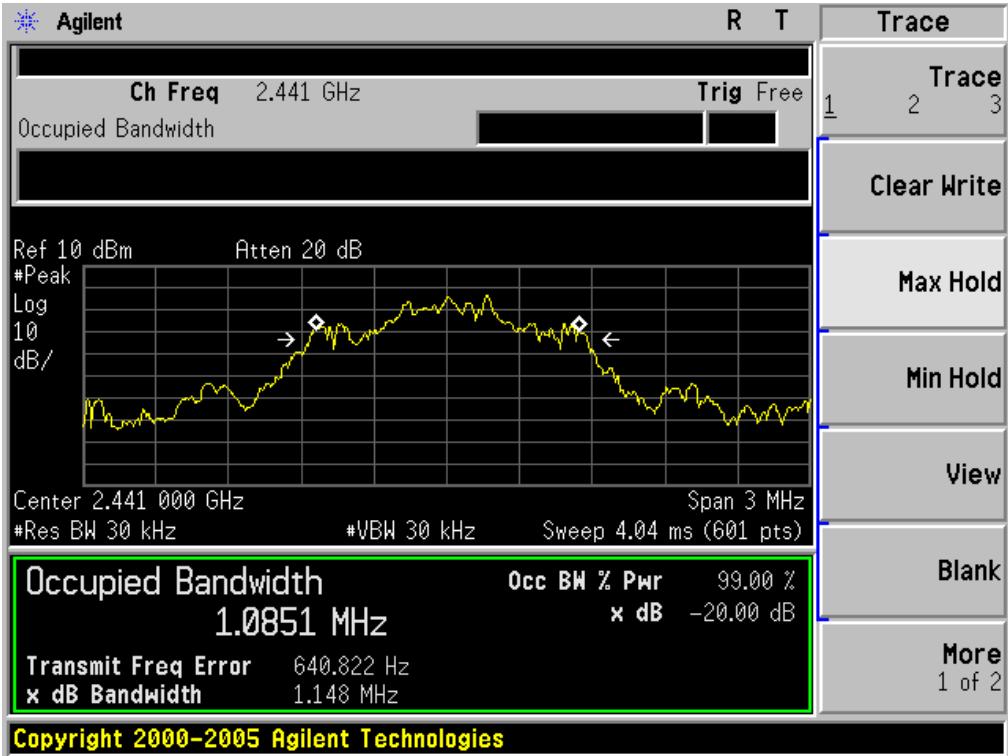 Agilent R T Trace
Ch Freq 2.441 GHz Trig Free
Occupied Bandwidth
Trace
1 2 3
Clear Write
Max Hold
Min Hold
View
Blank
More
1 of 2
Ref 10 dBm Atten 20 dB
#Peak
Log
10
dB/
Center 2.441 000 GHz Span 3 MHz
#Res BW 30 kHz #VBW 30 kHz Sweep 4.04 ms (601 pts)
Occupied Bandwidth Occ BW % Pwr 99.00 %
1.0851 MHz x dB -20.00 dB
Transmit Freq Error 640.822 Hz
x dB Bandwidth 1.148 MHz
Copyright 2000-2005 Agilent Technologies